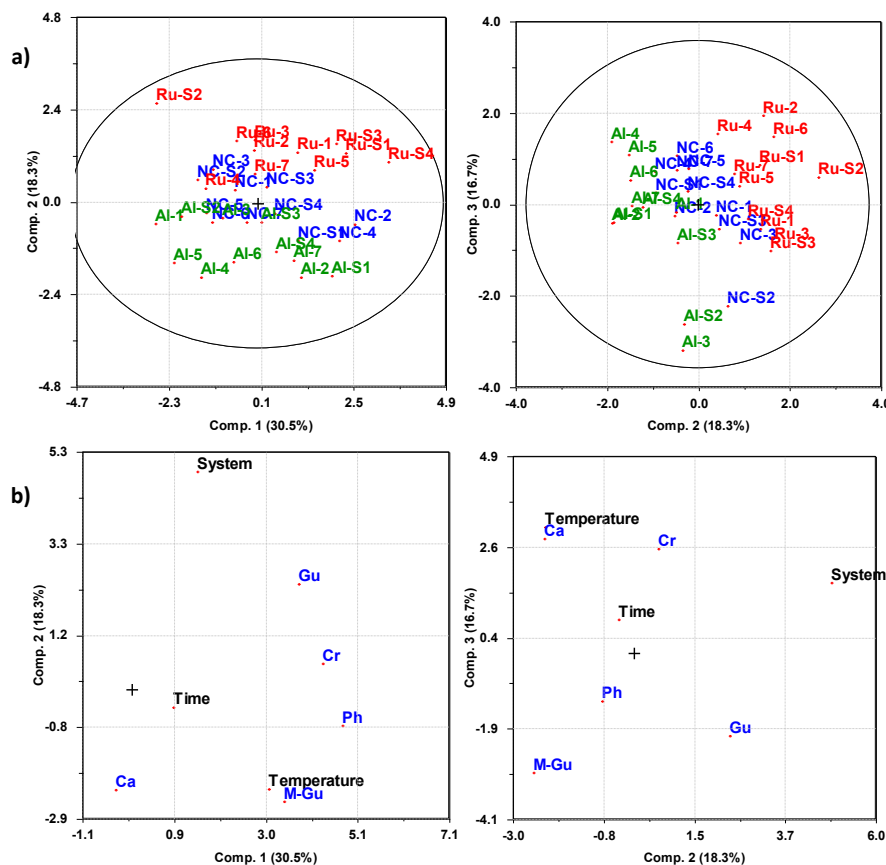 a)
4.8
2.4
0.0
-2.4
-4.8
-4.7
-2.3
0.1
2.5
4.9
Comp. 2 (18.3%)
Comp. 1 (30.5%)
Ru-S2
Ru-3
Ru-2
Ru-1
Ru-S3
Ru-S1
Ru-S4
Ru-5
Ru-7
Ru-4
NC-3
NC-S2
NC-1
NC-S3
NC-S4
NC-2
NC-S1
NC-4
Al-1
Al-S3
Al-5
Al-4
Al-6
Al-S4
Al-7
Al-2
Al-S1
4.0
2.0
0.0
-2.0
-4.0
-4.0
-2.0
0.0
2.0
4.0
Comp. 3 (16.7%)
Comp. 2 (18.3%)
Ru-2
Ru-4
Ru-6
Ru-S1
Ru-S2
Ru-7
Ru-5
Ru-S4
Ru-1
Ru-3
Ru-S3
Al-4
Al-5
Al-6
NC-6
NC-S4
NC-1
NC-2
NC-S3
NC-3
Al-S4
Al-S1
Al-S3
NC-S2
Al-S2
Al-3
b)
5.3
3.3
1.2
-0.8
-2.9
-1.1
0.9
3.0
5.1
7.1
Comp. 2 (18.3%)
Comp. 1 (30.5%)
System
Gu
Cr
Time
Ph
Ca
Temperature
M-Gu
4.9
2.6
0.4
-1.9
-4.1
-3.0
-0.8
1.5
3.7
6.0
Comp. 3 (16.7%)
Comp. 2 (18.3%)
Temperature
Ca
Cr
System
Time
Ph
Gu
M-Gu